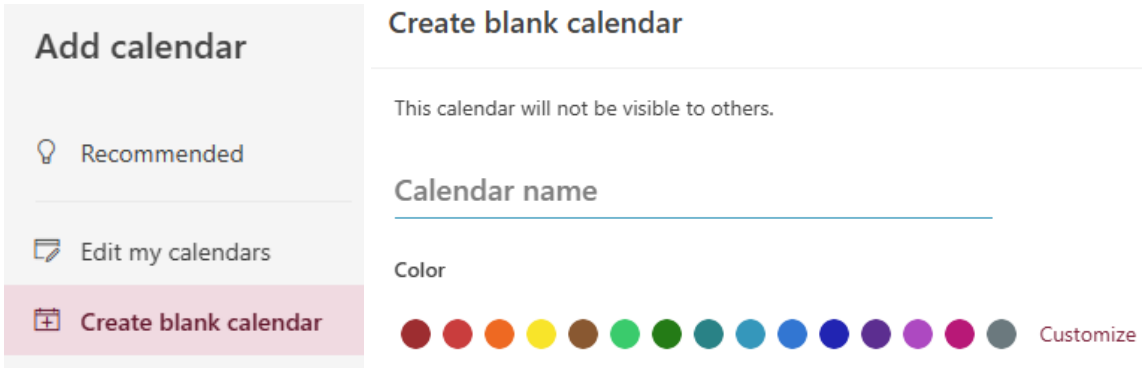 Add calendar
Recommended
Edit my calendars
Create blank calendar
Create blank calendar
This calendar will not be visible to others.
Calendar name
Color
Customize